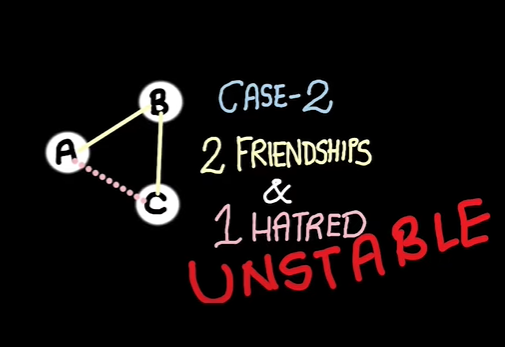 B
A
C
CASE-2
2 FRIENDSHIPS
&
1 HATRED
UNSTABLE